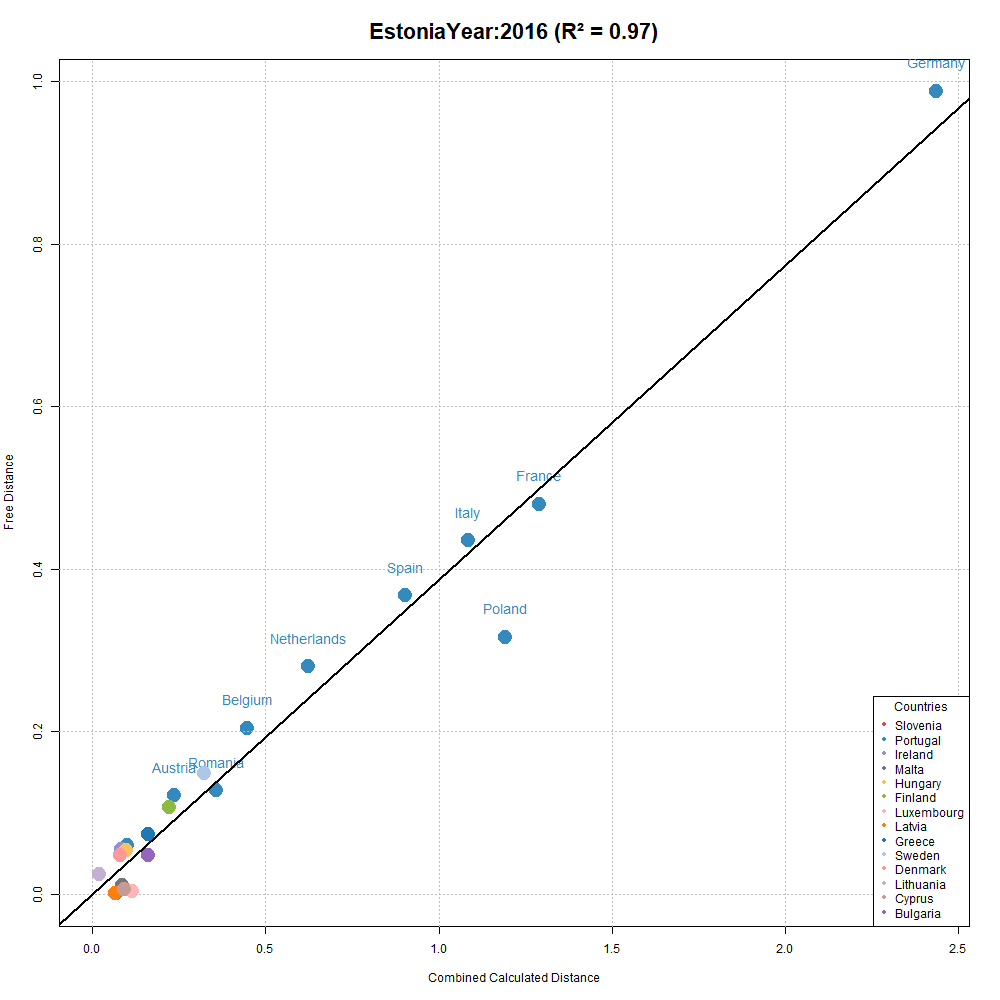 EstoniaYear:2016 (R² = 0.97)
Germany
France
Italy
Spain
Poland
Netherlands
Belgium
Romania
Austria
Free Distance
1.0
0.8
0.6
0.4
0.2
0.0
0.0 0.5 1.0 1.5 2.0 2.5
Combined Calculated Distance
Countries
Slovenia
Portugal
Ireland
Malta
Hungary
Finland
Luxembourg
Latvia
Greece
Sweden
Denmark
Lithuania
Cyprus
Bulgaria